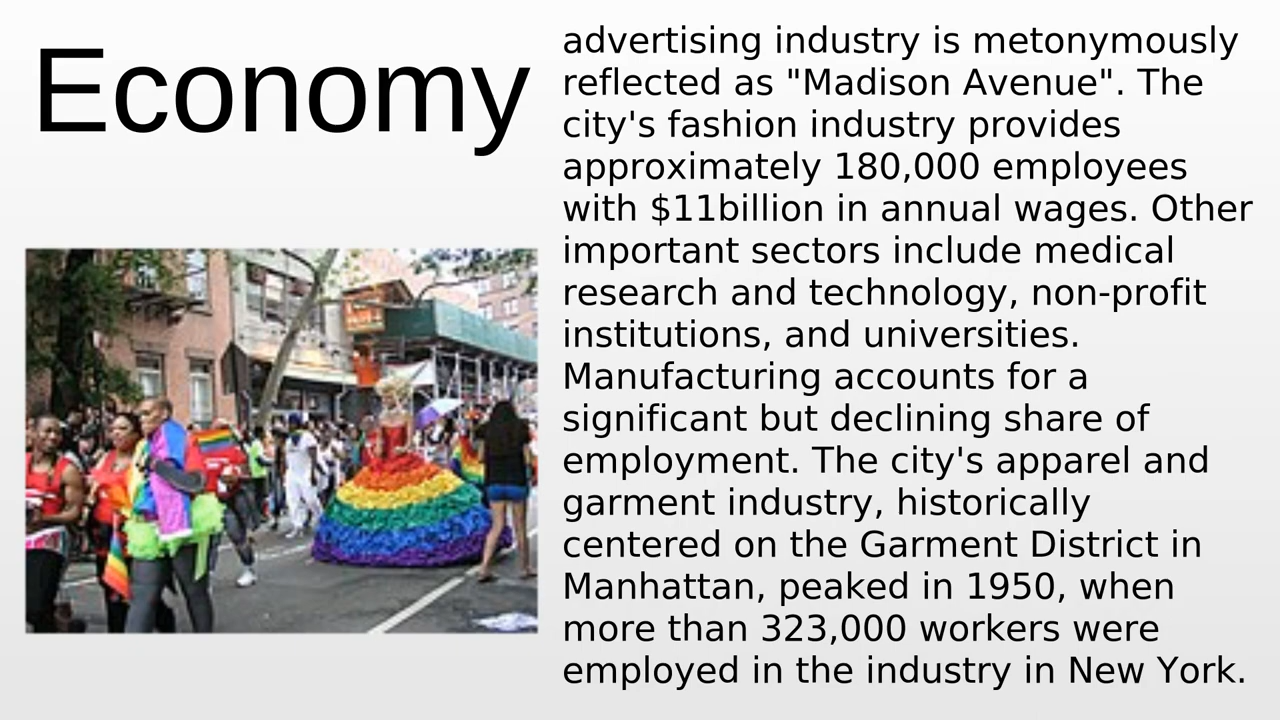 Economy
advertising industry is metonymously
reflected as "Madison Avenue". The
city's fashion industry provides
approximately 180,000 employees
with $11billion in annual wages. Other
important sectors include medical
research and technology, non-profit
institutions, and universities.
Manufacturing accounts for a
significant but declining share of
employment. The city's apparel and
garment industry, historically
centered on the Garment District in
Manhattan, peaked in 1950, when
more than 323,000 workers were
employed in the industry in New York.